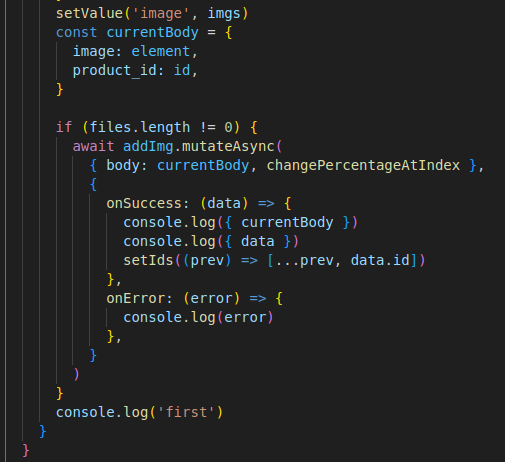 setValue('image', imgs)
const currentBody = {
image: element,
product_id: id,
}
if (files.length != 0) {
await addImg.mutateAsync(
{ body: currentBody, changePercentageAtIndex },
{
onSuccess: (data) => {
console.log({ currentBody })
console.log({ data })
setIds((prev) => [...prev, data.id])
},
onError: (error) => {
console.log(error)
},
}
)
}
console.log('first')
}
}